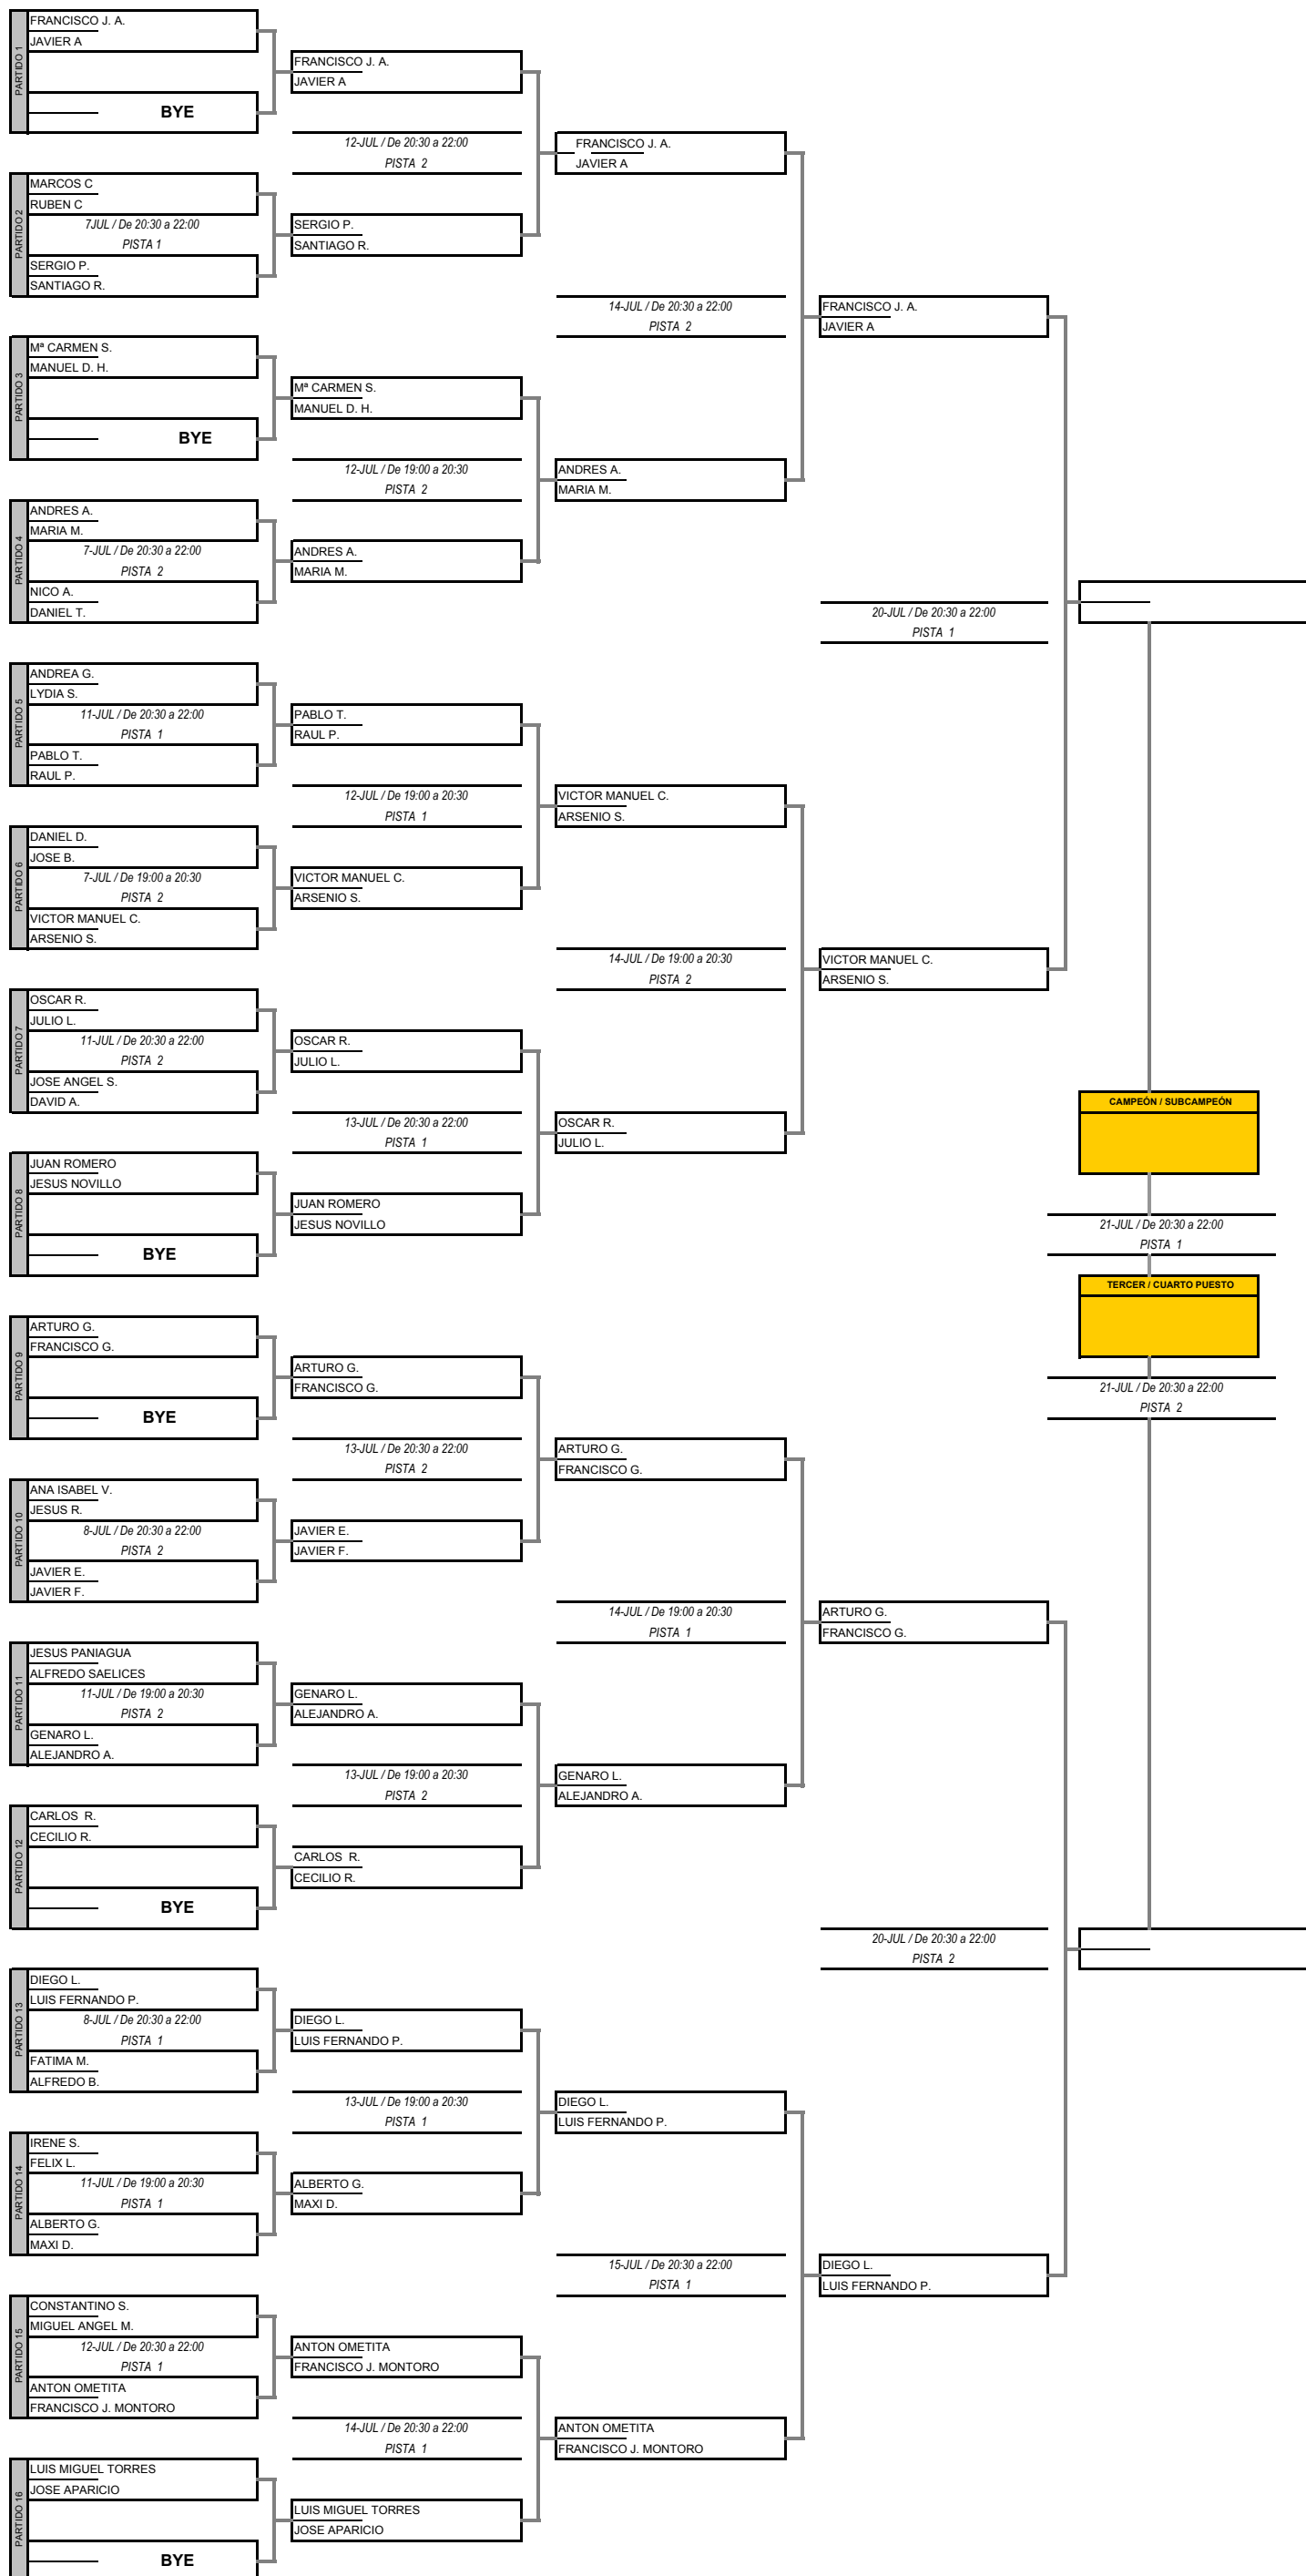 PARTIDO 1
FRANCISCO J. A.
JAVIER A
BYE
PARTIDO 2
MARCOS C
RUBEN C
7JUL / De 20:30 a 22:00
PISTA 1
SERGIO P.
SANTIAGO R.
PARTIDO 3
Mª CARMEN S.
MANUEL D. H.
BYE
PARTIDO 4
ANDRES A.
MARIA M.
7-JUL / De 20:30 a 22:00
PISTA 2
NICO A.
DANIEL T.
PARTIDO 5
ANDREA G.
LYDIA S.
11-JUL / De 20:30 a 22:00
PISTA 1
PABLO T.
RAUL P.
PARTIDO 6
DANIEL D.
JOSE B.
7-JUL / De 19:00 a 20:30
PISTA 2
VICTOR MANUEL C.
ARSENIO S.
PARTIDO 7
OSCAR R.
JULIO L.
11-JUL / De 20:30 a 22:00
PISTA 2
JOSE ANGEL S.
DAVID A.
PARTIDO 8
JUAN ROMERO
JESUS NOVILLO
BYE
PARTIDO 9
ARTURO G.
FRANCISCO G.
BYE
PARTIDO 10
ANA ISABEL V.
JESUS R.
8-JUL / De 20:30 a 22:00
PISTA 2
JAVIER E.
JAVIER F.
PARTIDO 11
JESUS PANIAGUA
ALFREDO SAELICES
11-JUL / De 19:00 a 20:30
PISTA 2
GENARO L.
ALEJANDRO A.
PARTIDO 12
CARLOS R.
CECILIO R.
BYE
PARTIDO 13
DIEGO L.
LUIS FERNANDO P.
8-JUL / De 20:30 a 22:00
PISTA 1
FATIMA M.
ALFREDO B.
PARTIDO 14
IRENE S.
FELIX L.
11-JUL / De 19:00 a 20:30
PISTA 1
ALBERTO G.
MAXI D.
PARTIDO 15
CONSTANTINO S.
MIGUEL ANGEL M.
12-JUL / De 20:30 a 22:00
PISTA 1
ANTON OMETITA
FRANCISCO J. MONTORO
PARTIDO 16
LUIS MIGUEL TORRES
JOSE APARICIO
BYE
FRANCISCO J. A.
JAVIER A
12-JUL / De 20:30 a 22:00
PISTA 2
SERGIO P.
SANTIAGO R.
Mª CARMEN S.
MANUEL D. H.
12-JUL / De 19:00 a 20:30
PISTA 2
ANDRES A.
MARIA M.
PABLO T.
RAUL P.
12-JUL / De 19:00 a 20:30
PISTA 1
VICTOR MANUEL C.
ARSENIO S.
OSCAR R.
JULIO L.
13-JUL / De 20:30 a 22:00
PISTA 1
JUAN ROMERO
JESUS NOVILLO
ARTURO G.
FRANCISCO G.
13-JUL / De 20:30 a 22:00
PISTA 2
JAVIER E.
JAVIER F.
GENARO L.
ALEJANDRO A.
13-JUL / De 19:00 a 20:30
PISTA 2
CARLOS R.
CECILIO R.
DIEGO L.
LUIS FERNANDO P.
13-JUL / De 19:00 a 20:30
PISTA 1
ALBERTO G.
MAXI D.
ANTON OMETITA
FRANCISCO J. MONTORO
14-JUL / De 20:30 a 22:00
PISTA 1
LUIS MIGUEL TORRES
JOSE APARICIO
FRANCISCO J. A.
JAVIER A
14-JUL / De 20:30 a 22:00
PISTA 2
ANDRES A.
MARIA M.
VICTOR MANUEL C.
ARSENIO S.
14-JUL / De 19:00 a 20:30
PISTA 2
OSCAR R.
JULIO L.
ARTURO G.
FRANCISCO G.
14-JUL / De 19:00 a 20:30
PISTA 1
GENARO L.
ALEJANDRO A.
DIEGO L.
LUIS FERNANDO P.
15-JUL / De 20:30 a 22:00
PISTA 1
ANTON OMETITA
FRANCISCO J. MONTORO
FRANCISCO J. A.
JAVIER A
20-JUL / De 20:30 a 22:00
PISTA 1
VICTOR MANUEL C.
ARSENIO S.
ARTURO G.
FRANCISCO G.
20-JUL / De 20:30 a 22:00
PISTA 2
DIEGO L.
LUIS FERNANDO P.
CAMPEÓN / SUBCAMPEÓN
21-JUL / De 20:30 a 22:00
PISTA 1
TERCER / CUARTO PUESTO
21-JUL / De 20:30 a 22:00
PISTA 2